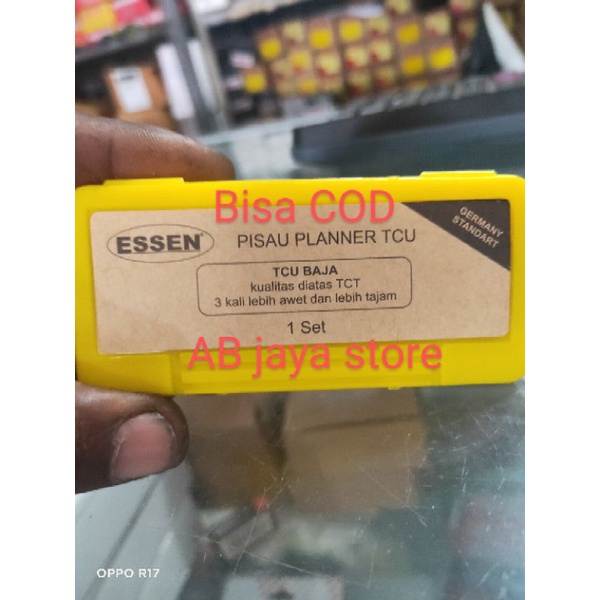 Bisa COD
ESSEN®
PISAU PLANNER TCU
GERMANY
STANDART
TCU BAJA
kualitas diatas TCT
3 kali lebih awet dan lebih tajam
1 Set
AB jaya store
OPPO R17